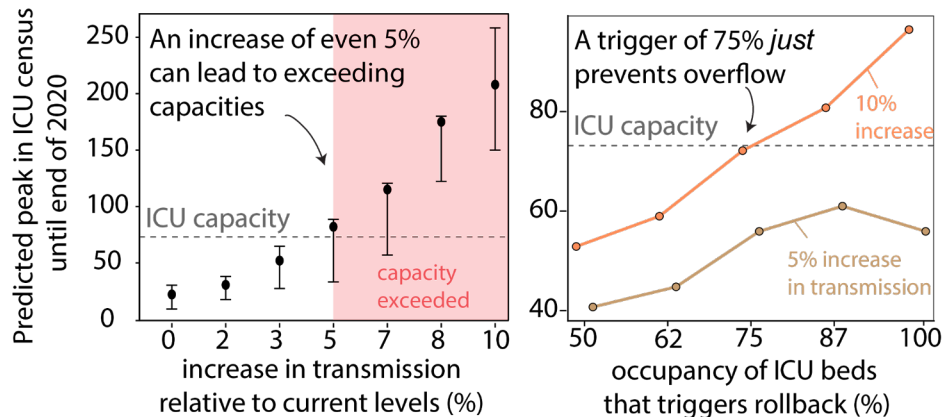 Predicted peak in ICU census
until end of 2020
250
200
150
100
50
0
An increase of even 5%
can lead to exceeding
capacities
ICU capacity
capacity
exceeded
0 2 3 5 7 8 10
increase in transmission
relative to current levels (%)
80
60
40
A trigger of 75% just
prevents overflow
ICU capacity
10%
increase
5% increase
in transmission
50 62 75 87 100
occupancy of ICU beds
that triggers rollback (%)